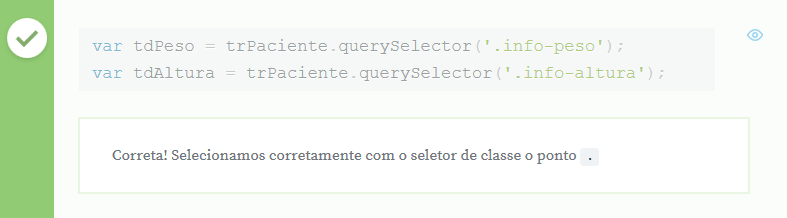 var tdPeso = trPaciente.querySelector('.info-peso');
var tdAltura = trPaciente.querySelector('.info-altura');
Correta! Selecionamos corretamente com o seletor de classe o ponto .